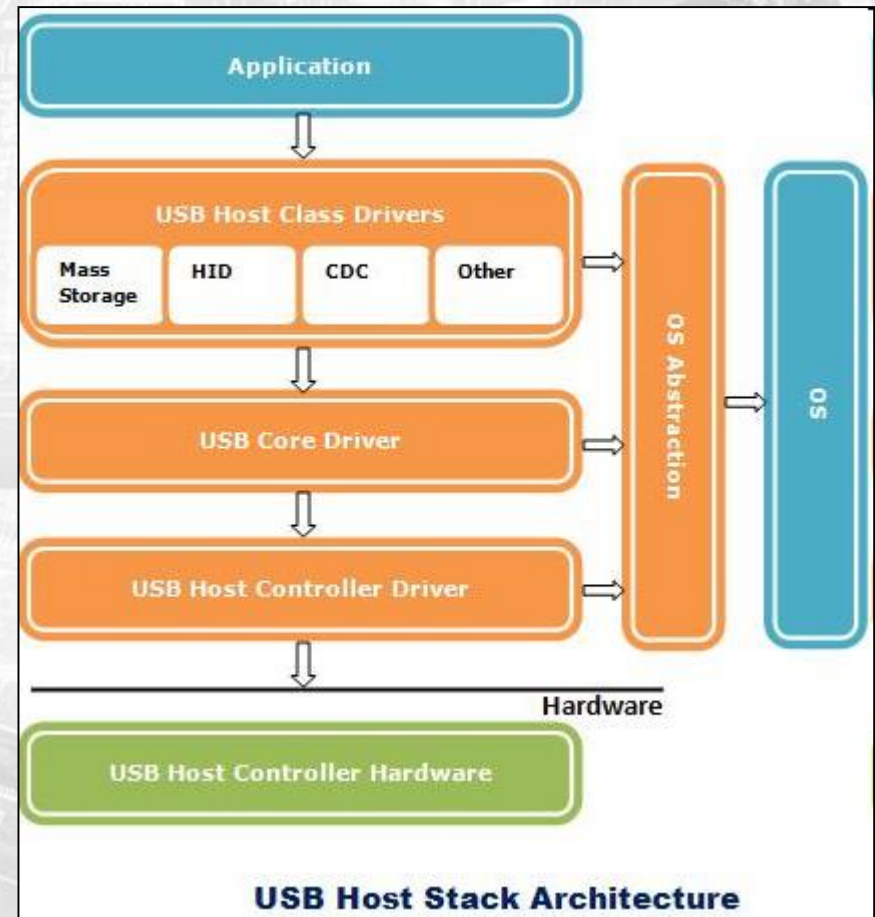 Application
USB Host Class Drivers
Mass
Storage
HID
CDC
Other
USB Core Driver
USB Host Controller Driver
OS Abstraction
OS
Hardware
USB Host Controller Hardware
USB Host Stack Architecture